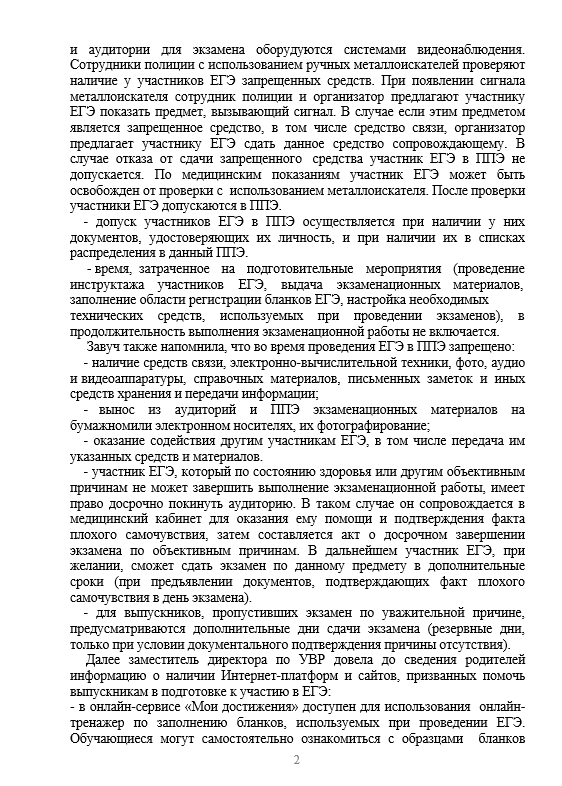 и аудитории для экзамена оборудуются системами видеонаблюдения.
Сотрудники полиции с использованием ручных металлоискателей проверяют
наличие у участников ЕГЭ запрещенных средств. При появлении сигнала
металлоискателя сотрудник полиции и организатор предлагают участнику
ЕГЭ показать предмет, вызывающий сигнал. В случае если этим предметом
является запрещенное средство, в том числе средство связи, организатор
предлагает участнику ЕГЭ сдать данное средство сопровождающему. В
случае отказа от сдачи запрещенного средства участник ЕГЭ в ППЭ не
допускается. По медицинским показаниям участник ЕГЭ может быть
освобожден от проверки с использованием металлоискателя. После проверки
участники ЕГЭ допускаются в ППЭ.
- допуск участников ЕГЭ в ППЭ осуществляется при наличии у них
документов, удостоверяющих их личность, и при наличии их в списках
распределения в данный ППЭ.
- время, затраченное на подготовительные мероприятия (проведение
инструктажа участников ЕГЭ, выдача экзаменационных материалов,
заполнение области регистрации бланков ЕГЭ, настройка необходимых
технических средств, используемых при проведении экзаменов), в
продолжительность выполнения экзаменационной работы не включается.
Завуч также напомнила, что во время проведения ЕГЭ в ППЭ запрещено:
- наличие средств связи, электронно-вычислительной техники, фото, аудио
и видеоаппаратуры, справочных материалов, письменных заметок и иных
средств хранения и передачи информации;
- вынос из аудиторий и ППЭ экзаменационных материалов на
бумажномили электронном носителях, их фотографирование;
- оказание содействия другим участникам ЕГЭ, в том числе передача им
указанных средств и материалов.
- участник ЕГЭ, который по состоянию здоровья или другим объективным
причинам не может завершить выполнение экзаменационной работы, имеет
право досрочно покинуть аудиторию. В таком случае он сопровождается в
медицинский кабинет для оказания ему помощи и подтверждения факта
плохого самочувствия, затем составляется акт о досрочном завершении
экзамена по объективным причинам. В дальнейшем участник ЕГЭ, при
желании, сможет сдать экзамен по данному предмету в дополнительные
сроки (при предъявлении документов, подтверждающих факт плохого
самочувствия в день экзамена).
- для выпускников, пропустивших экзамен по уважительной причине,
предусматриваются дополнительные дни сдачи экзамена (резервные дни,
только при условии документального подтверждения причины отсутствия).
Далее заместитель директора по УВР довела до сведения родителей
информацию о наличии Интернет-платформ и сайтов, призванных помочь
выпускникам в подготовке к участию в ЕГЭ:
- в онлайн-сервисе «Мои достижения» доступен для использования онлайн-
тренажер по заполнению бланков, используемых при проведении ЕГЭ.
Обучающиеся могут самостоятельно ознакомиться с образцами бланков
2